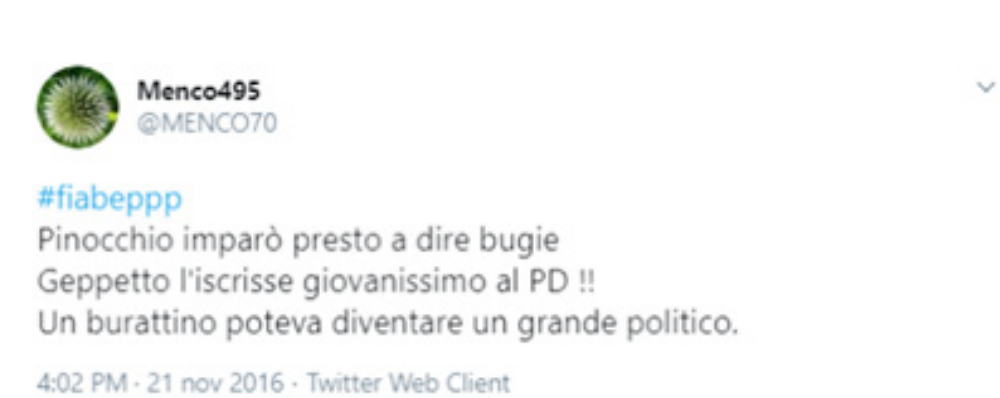 Menco495
@MENCO70
#fiabeppp
Pinocchio imparò presto a dire bugie
Geppetto l'iscrisse giovanissimo al PD !!
Un burattino poteva diventare un grande politico.
4:02 PM · 21 nov 2016 · Twitter Web Client